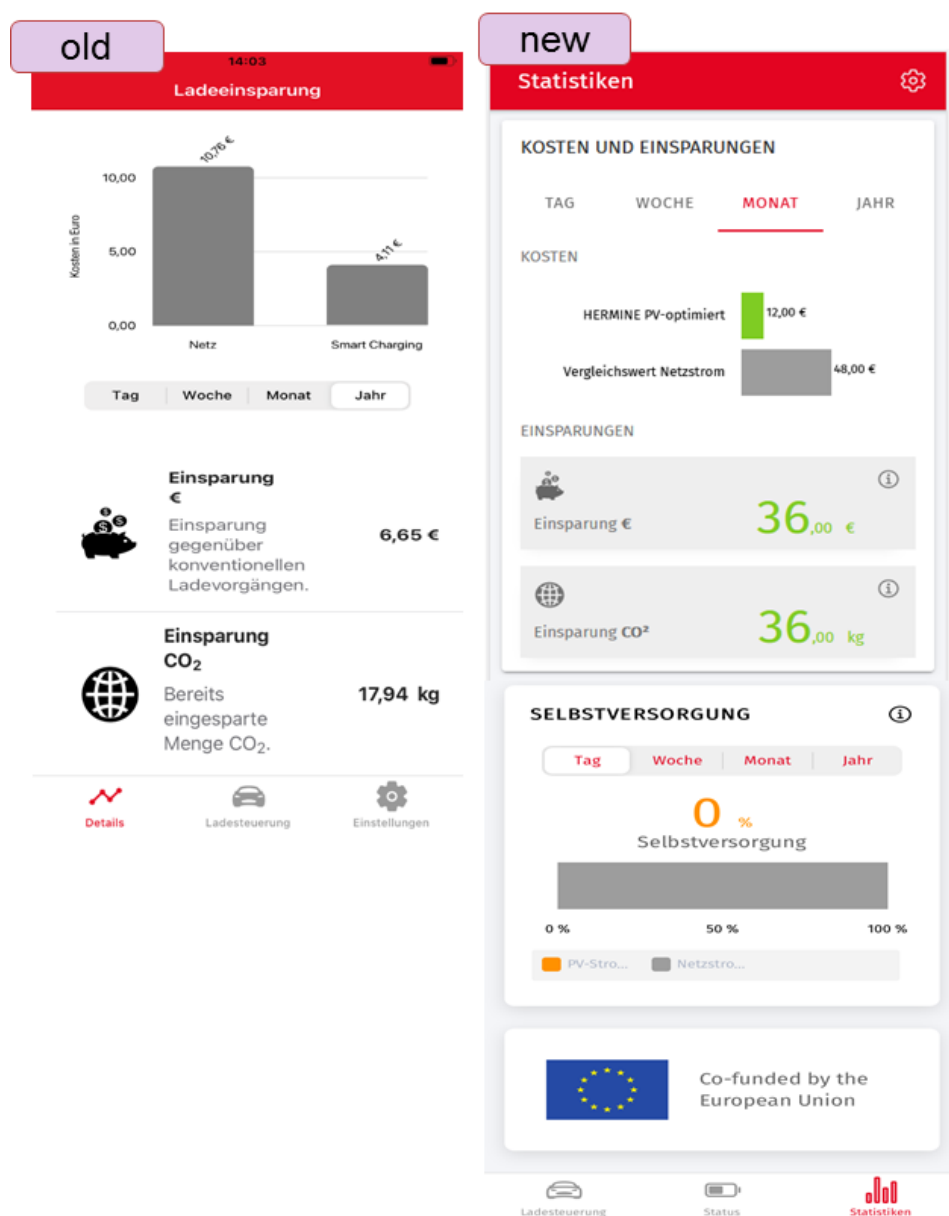 old
14:03
Ladeeinsparung
10,76 €
10,00
Kosten in Euro
5,00
4,11 €
0,00
Netz
Smart Charging
Tag Woche Monat Jahr
Einsparung
€
Einsparung
gegenüber
konventionellen
Ladevorgängen.
6,65 €
Einsparung
CO₂
Bereits
eingesparte
Menge CO₂.
17,94 kg
Details Ladesteuerung Einstellungen
new
Statistiken
KOSTEN UND EINSPARUNGEN
TAG WOCHE MONAT JAHR
KOSTEN
HERMINE PV-optimiert 12,00 €
Vergleichswert Netzstrom 48,00 €
EINSPARUNGEN
Einsparung € 36,00 €
Einsparung CO² 36,00 kg
SELBSTVERSORGUNG
Tag Woche Monat Jahr
0 %
Selbstversorgung
0 % 50 % 100 %
PV-Stro... Netzstro...
Co-funded by the
European Union
Ladesteuerung Status Statistiken